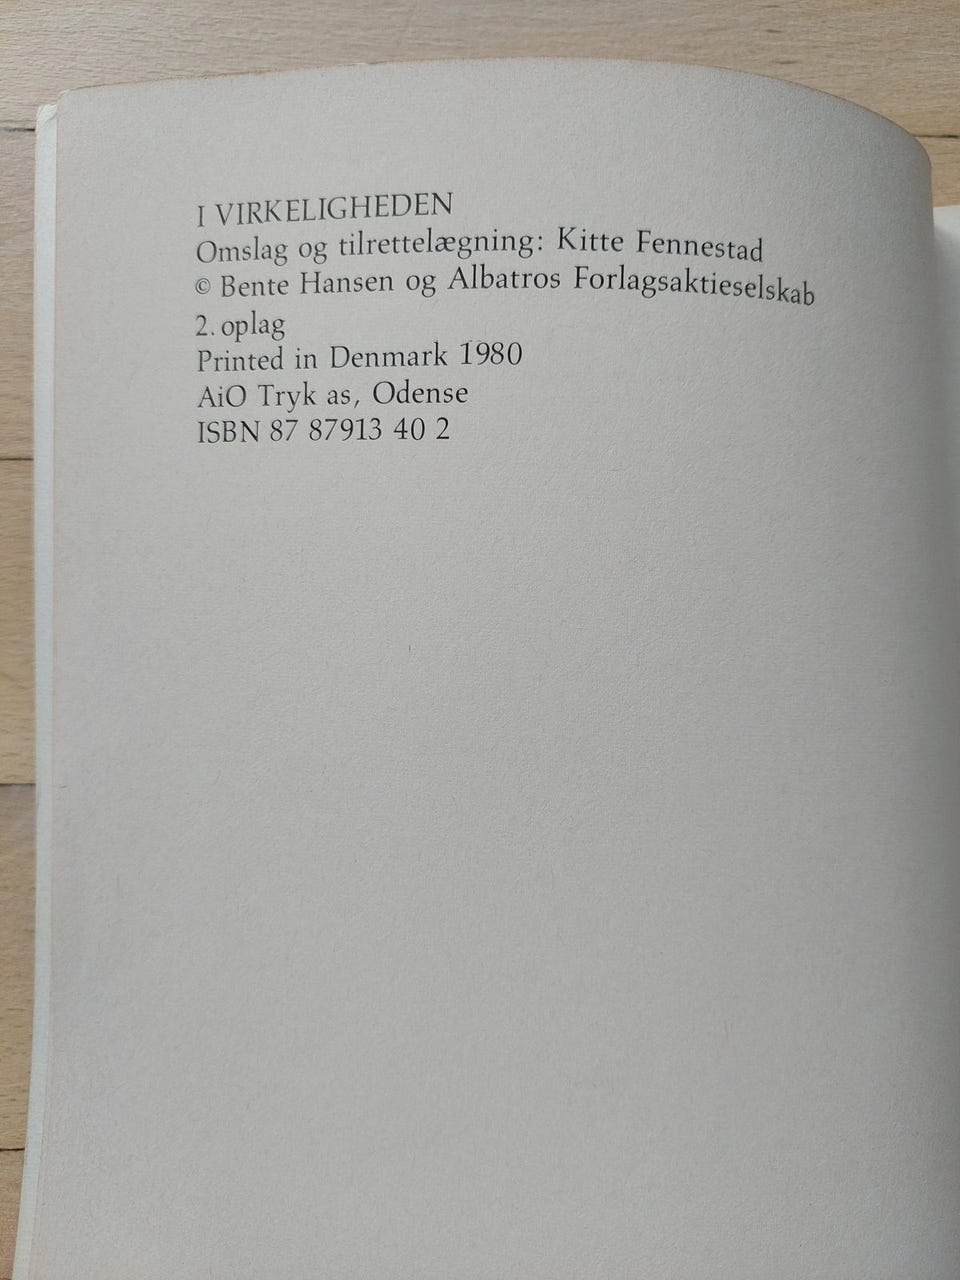 I VIRKELIGHEDEN
Omslag og tilrettelægning: Kitte Fennestad
© Bente Hansen og Albatros Forlagsaktieselskab
2. oplag
Printed in Denmark 1980
AiO Tryk as, Odense
ISBN 87 87913 40 2